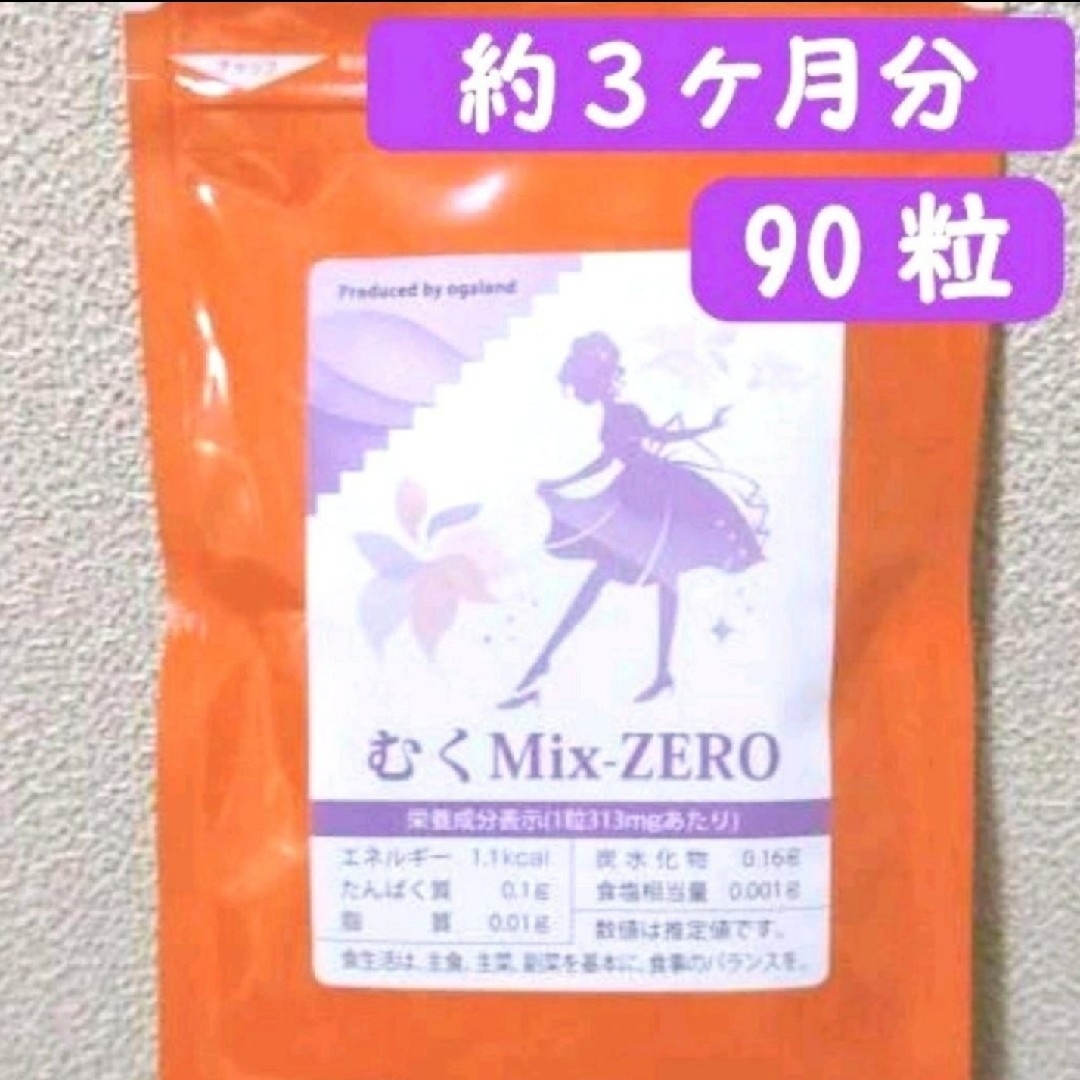 約3ヶ月分
90 粒
チャック
Produced by ogaland
むくMix-ZERO
栄養成分表示(1粒313mgあたり)
エネルギー 1.1kcal
たんぱく質 0.1g
脂質 0.01g
炭水化物 0.16g
食塩相当量 0.001g
数値は推定値です。
食生活は、主食、主菜、副菜を基本に、食事のバランスを。